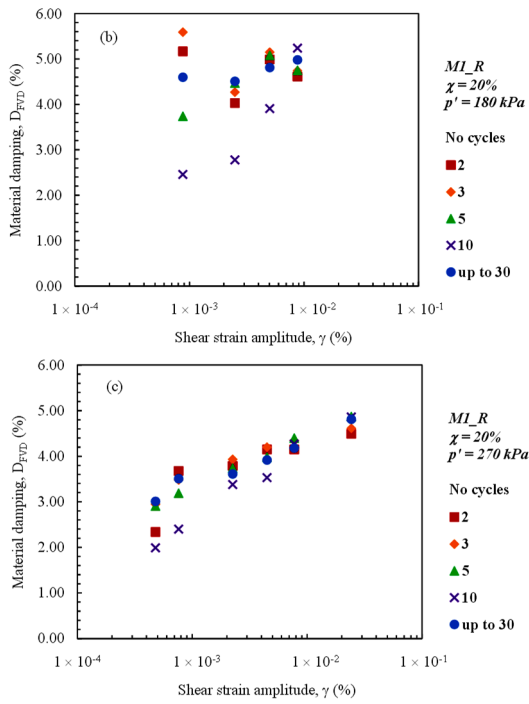 (b)
Material damping, D_FVD (%)
6.00
5.00
4.00
3.00
2.00
1.00
0.00
1 × 10⁻⁴
1 × 10⁻³
1 × 10⁻²
1 × 10⁻¹
Shear strain amplitude, γ (%)
M1_R
χ = 20%
p' = 180 kPa
No cycles
2
3
5
10
up to 30
(c)
Material damping, D_FVD (%)
6.00
5.00
4.00
3.00
2.00
1.00
0.00
1 × 10⁻⁴
1 × 10⁻³
1 × 10⁻²
1 × 10⁻¹
Shear strain amplitude, γ (%)
M1_R
χ = 20%
p' = 270 kPa
No cycles
2
3
5
10
up to 30